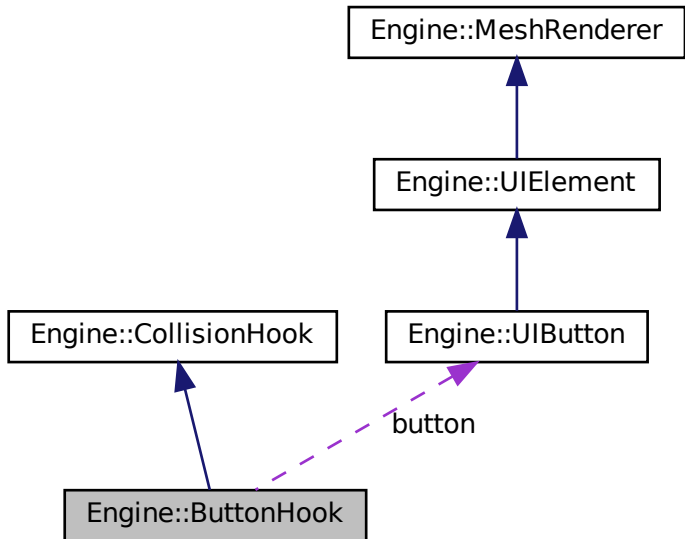 Engine::MeshRenderer
Engine::UIElement
Engine::CollisionHook
Engine::UIButton
button
Engine::ButtonHook